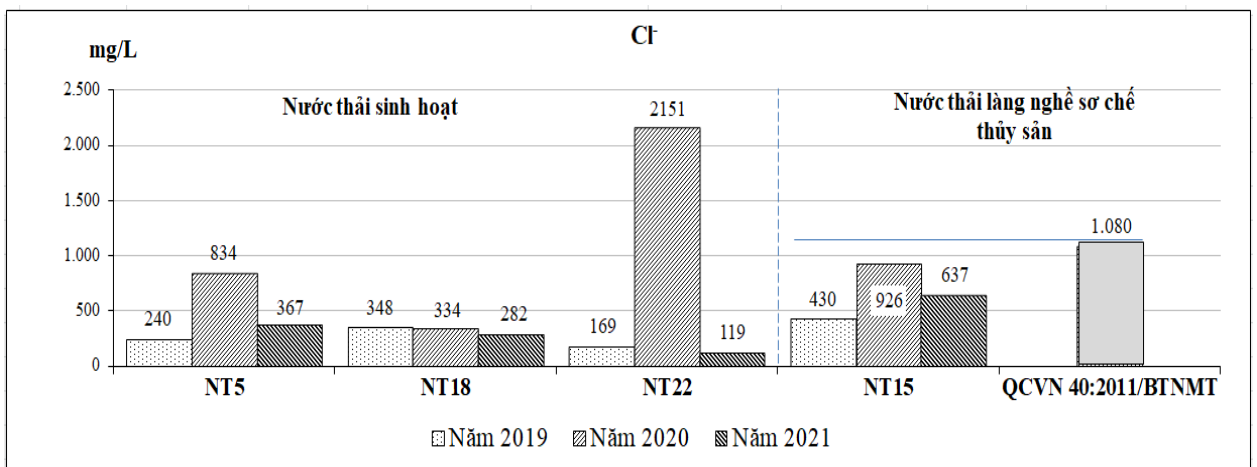 Cl-
mg/L
2.500
2.000
1.500
1.000
500
0
Nước thải sinh hoạt
Nước thải làng nghề sơ chế
thủy sản
240
834
367
348
334
282
169
2151
119
430
926
637
1.080
NT5
NT18
NT22
NT15
QCVN 40:2011/BTNMT
Năm 2019
Năm 2020
Năm 2021